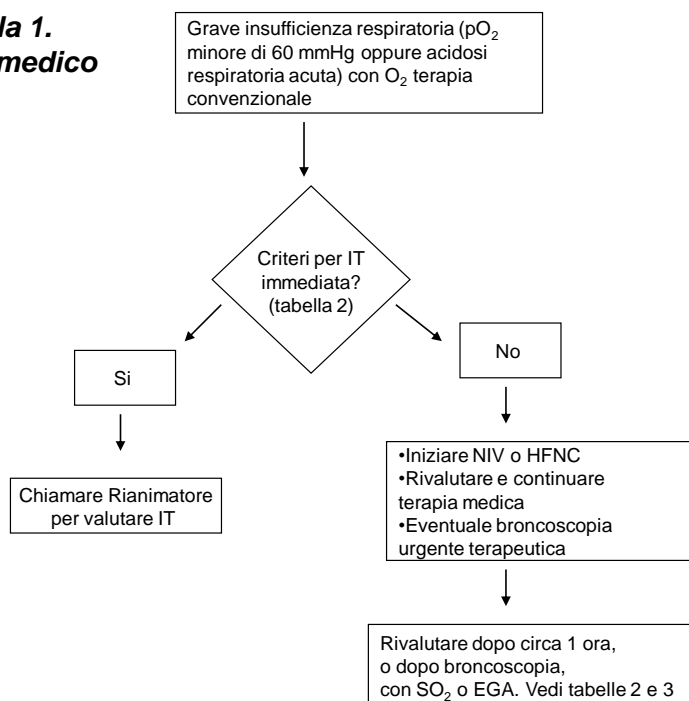 la 1.
medico
Grave insufficienza respiratoria (pO₂
minore di 60 mmHg oppure acidosi
respiratoria acuta) con O₂ terapia
convenzionale
Criteri per IT
immediata?
(tabella 2)
Si
No
Chiamare Rianimatore
per valutare IT
•Iniziare NIV o HFNC
•Rivalutare e continuare
terapia medica
•Eventuale broncoscopia
urgente terapeutica
Rivalutare dopo circa 1 ora,
o dopo broncoscopia,
con SO₂ o EGA. Vedi tabelle 2 e 3